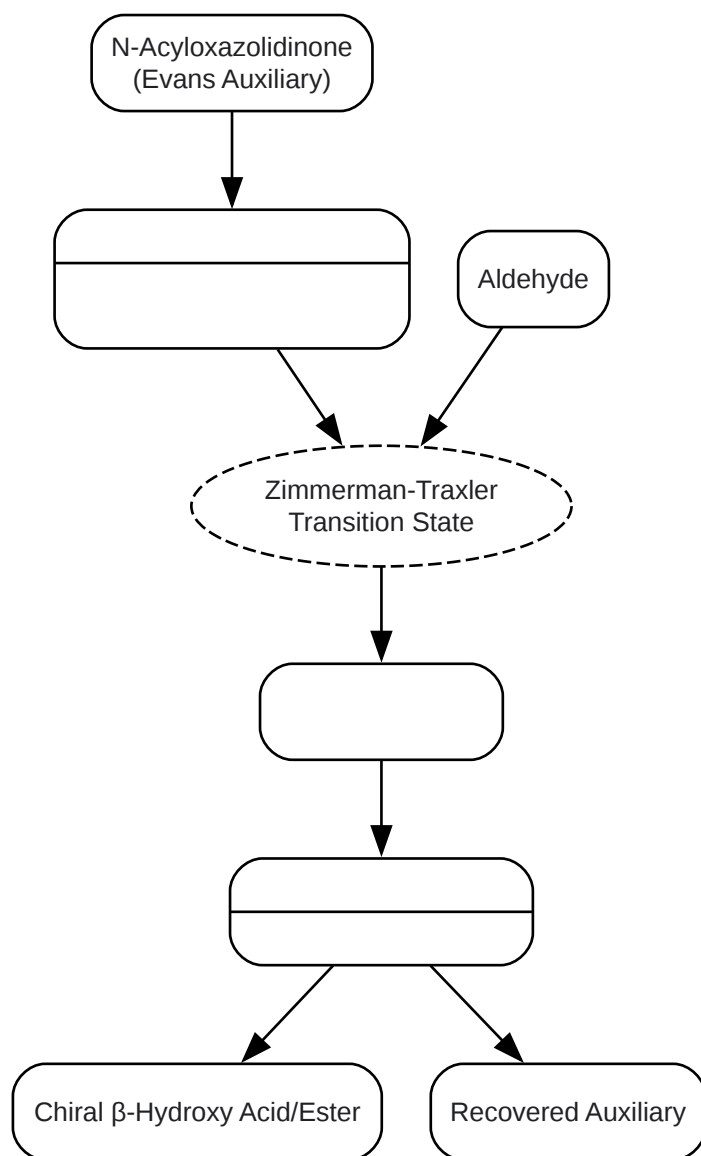 N-Acyloxazolidinone
(Evans Auxiliary)
Aldehyde
Zimmerman-Traxler
Transition State
Chiral β-Hydroxy Acid/Ester
Recovered Auxiliary